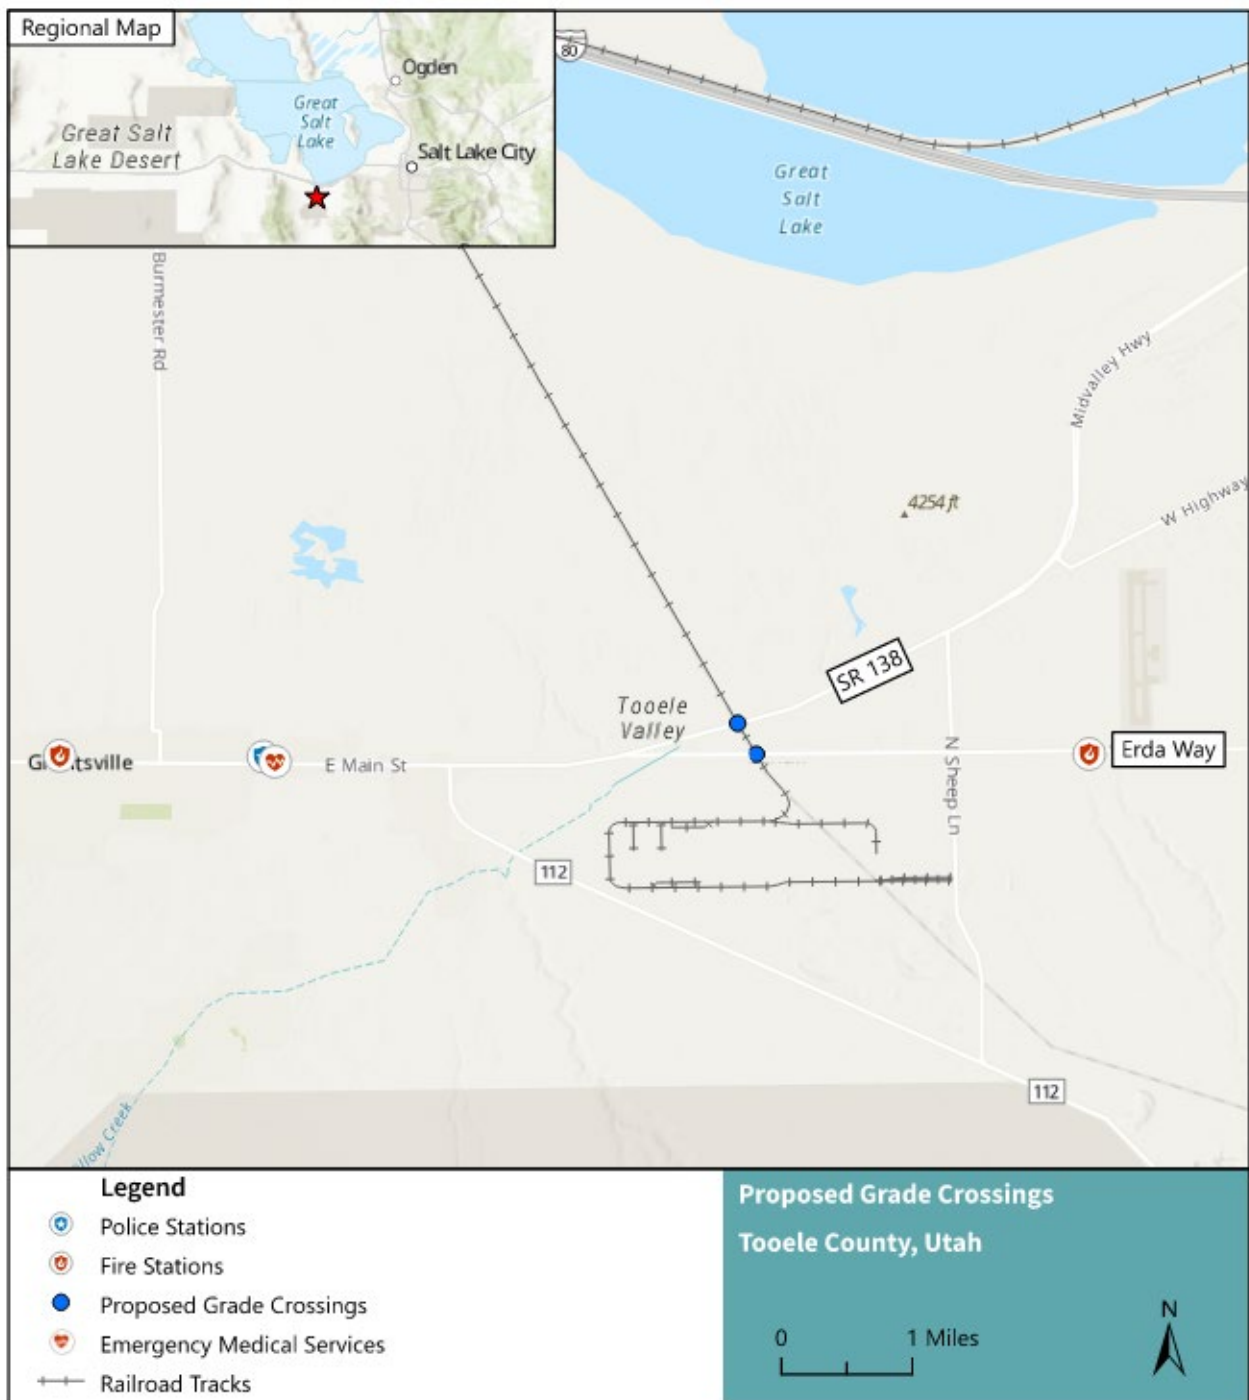 Regional Map
Ogden
Great
Salt
Lake
Great Salt
Lake Desert
Salt Lake City
80
Great
Salt
Lake
Burmester Rd
Midvalley Hwy
4254 ft
W Highway
SR 138
Tooele
Valley
E Main St
Erda Way
N Sheep Ln
112
112
Legend
Police Stations
Fire Stations
Proposed Grade Crossings
Emergency Medical Services
Railroad Tracks
Proposed Grade Crossings
Tooele County, Utah
N
0
1 Miles
Creek